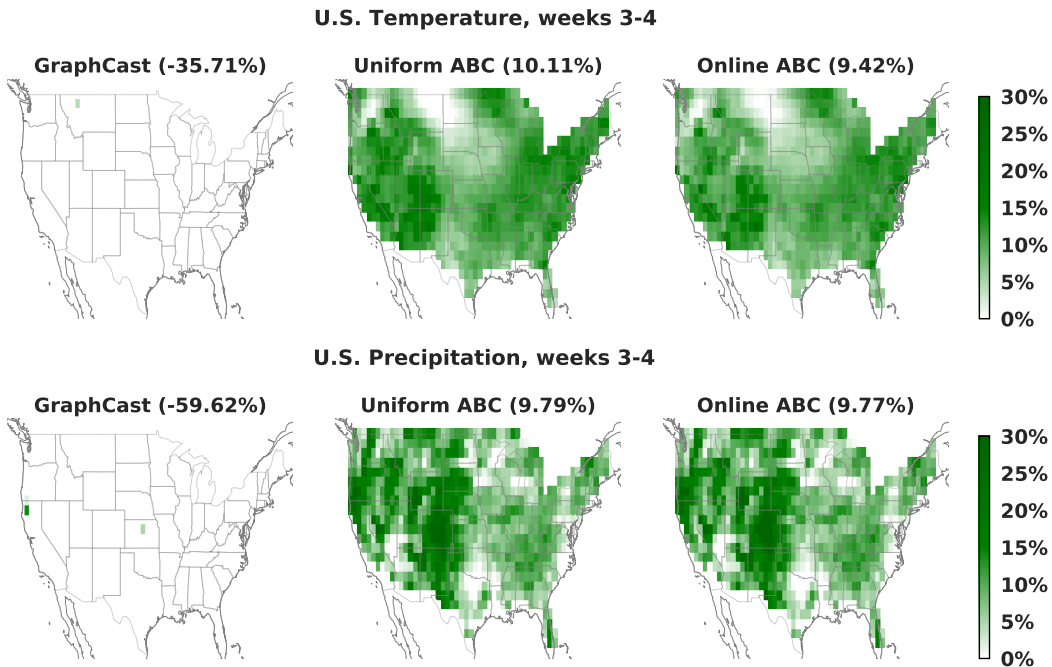 U.S. Temperature, weeks 3-4
GraphCast (-35.71%)
Uniform ABC (10.11%)
Online ABC (9.42%)
30%
25%
20%
15%
10%
5%
0%
U.S. Precipitation, weeks 3-4
GraphCast (-59.62%)
Uniform ABC (9.79%)
Online ABC (9.77%)
30%
25%
20%
15%
10%
5%
0%